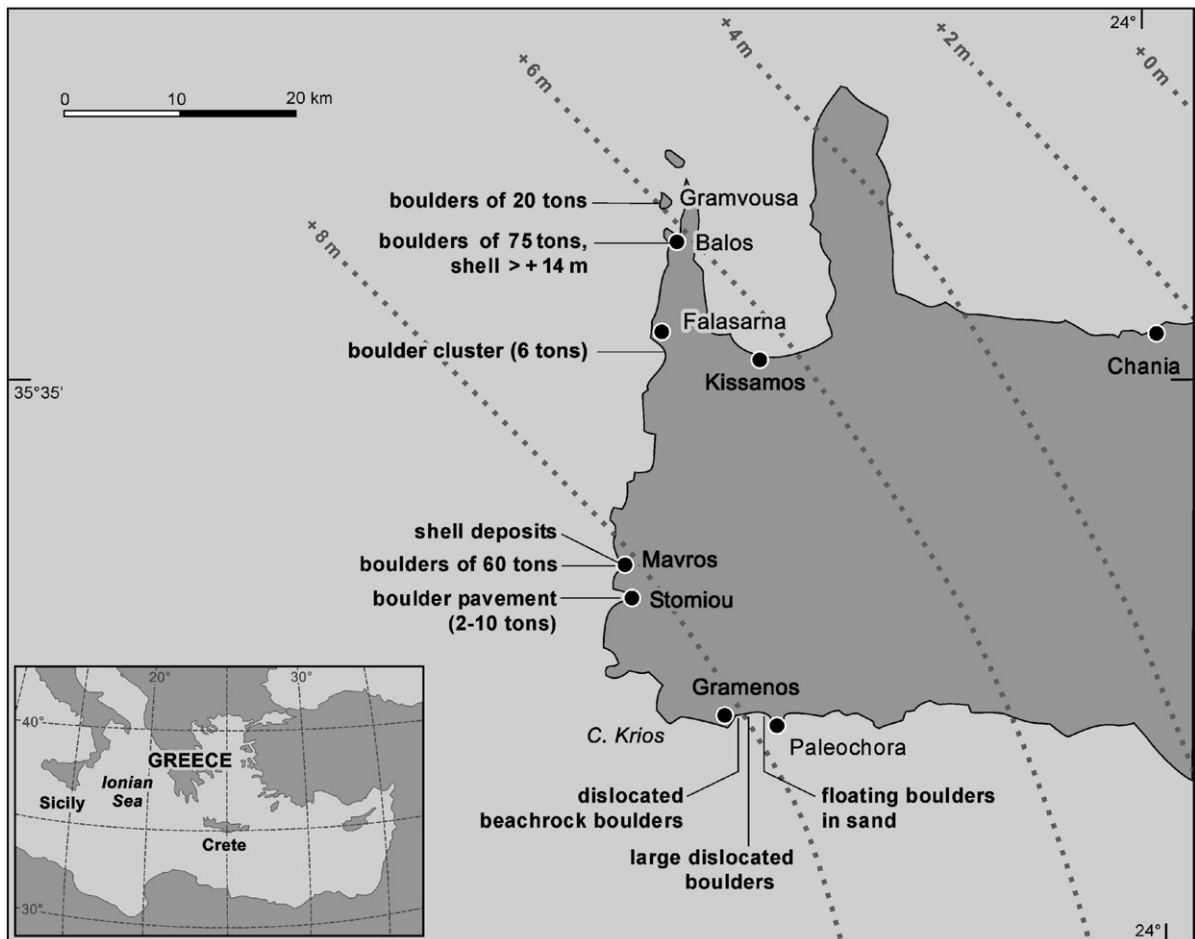 24°
+0 m
+2 m
+4 m
+6 m
0 10 20 km
boulders of 20 tons
Gramvousa
+8 m
boulders of 75 tons,
shell > + 14 m
Balos
Falasarna
boulder cluster (6 tons)
Kissamos
Chania
35°35'
shell deposits
boulders of 60 tons
Mavros
boulder pavement
(2-10 tons)
Stomiou
Gramenos
C. Krios
Paleochora
dislocated
beachrock boulders
floating boulders
in sand
large dislocated
boulders
20°
30°
40°
GREECE
Ionian
Sea
Sicily
Crete
30°
24°